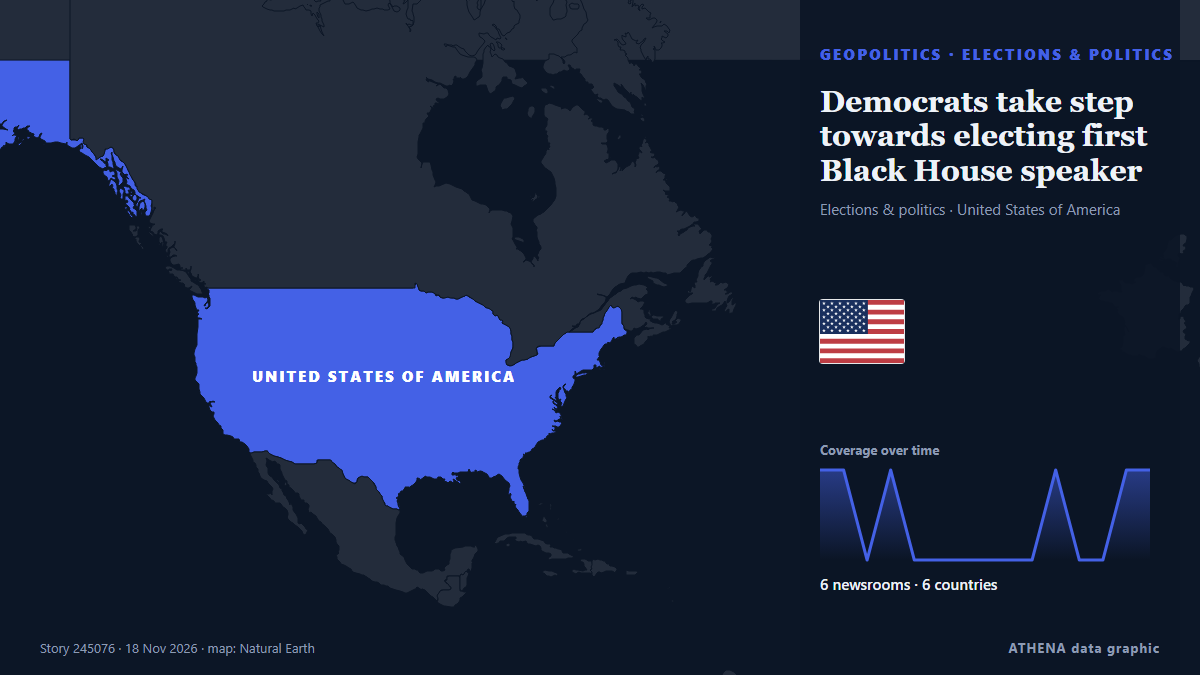 GEOPOLITICS · ELECTIONS & POLITICS
Democrats take step
towards electing first
Black House speaker
Elections & politics · United States of America
UNITED STATES OF AMERICA
Coverage over time
6 newsrooms · 6 countries
Story 245076 · 18 Nov 2026 · map: Natural Earth
ATHENA data graphic